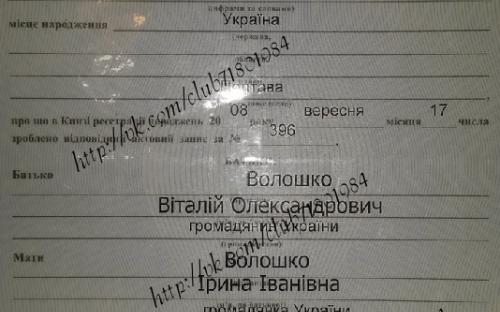 Україна
місце народження
Полтава
08 вересня 17
про що в Книзі реєстрації народжень 20 року місяця числа
зроблено відповідний актовий запис за №
396
Батько
Волошко
Віталій Олександрович
громадянин України
Мати
Волошко
Ірина Іванівна
громадянка України
http://vk.com/club71831984
http://vk.com/club71831984